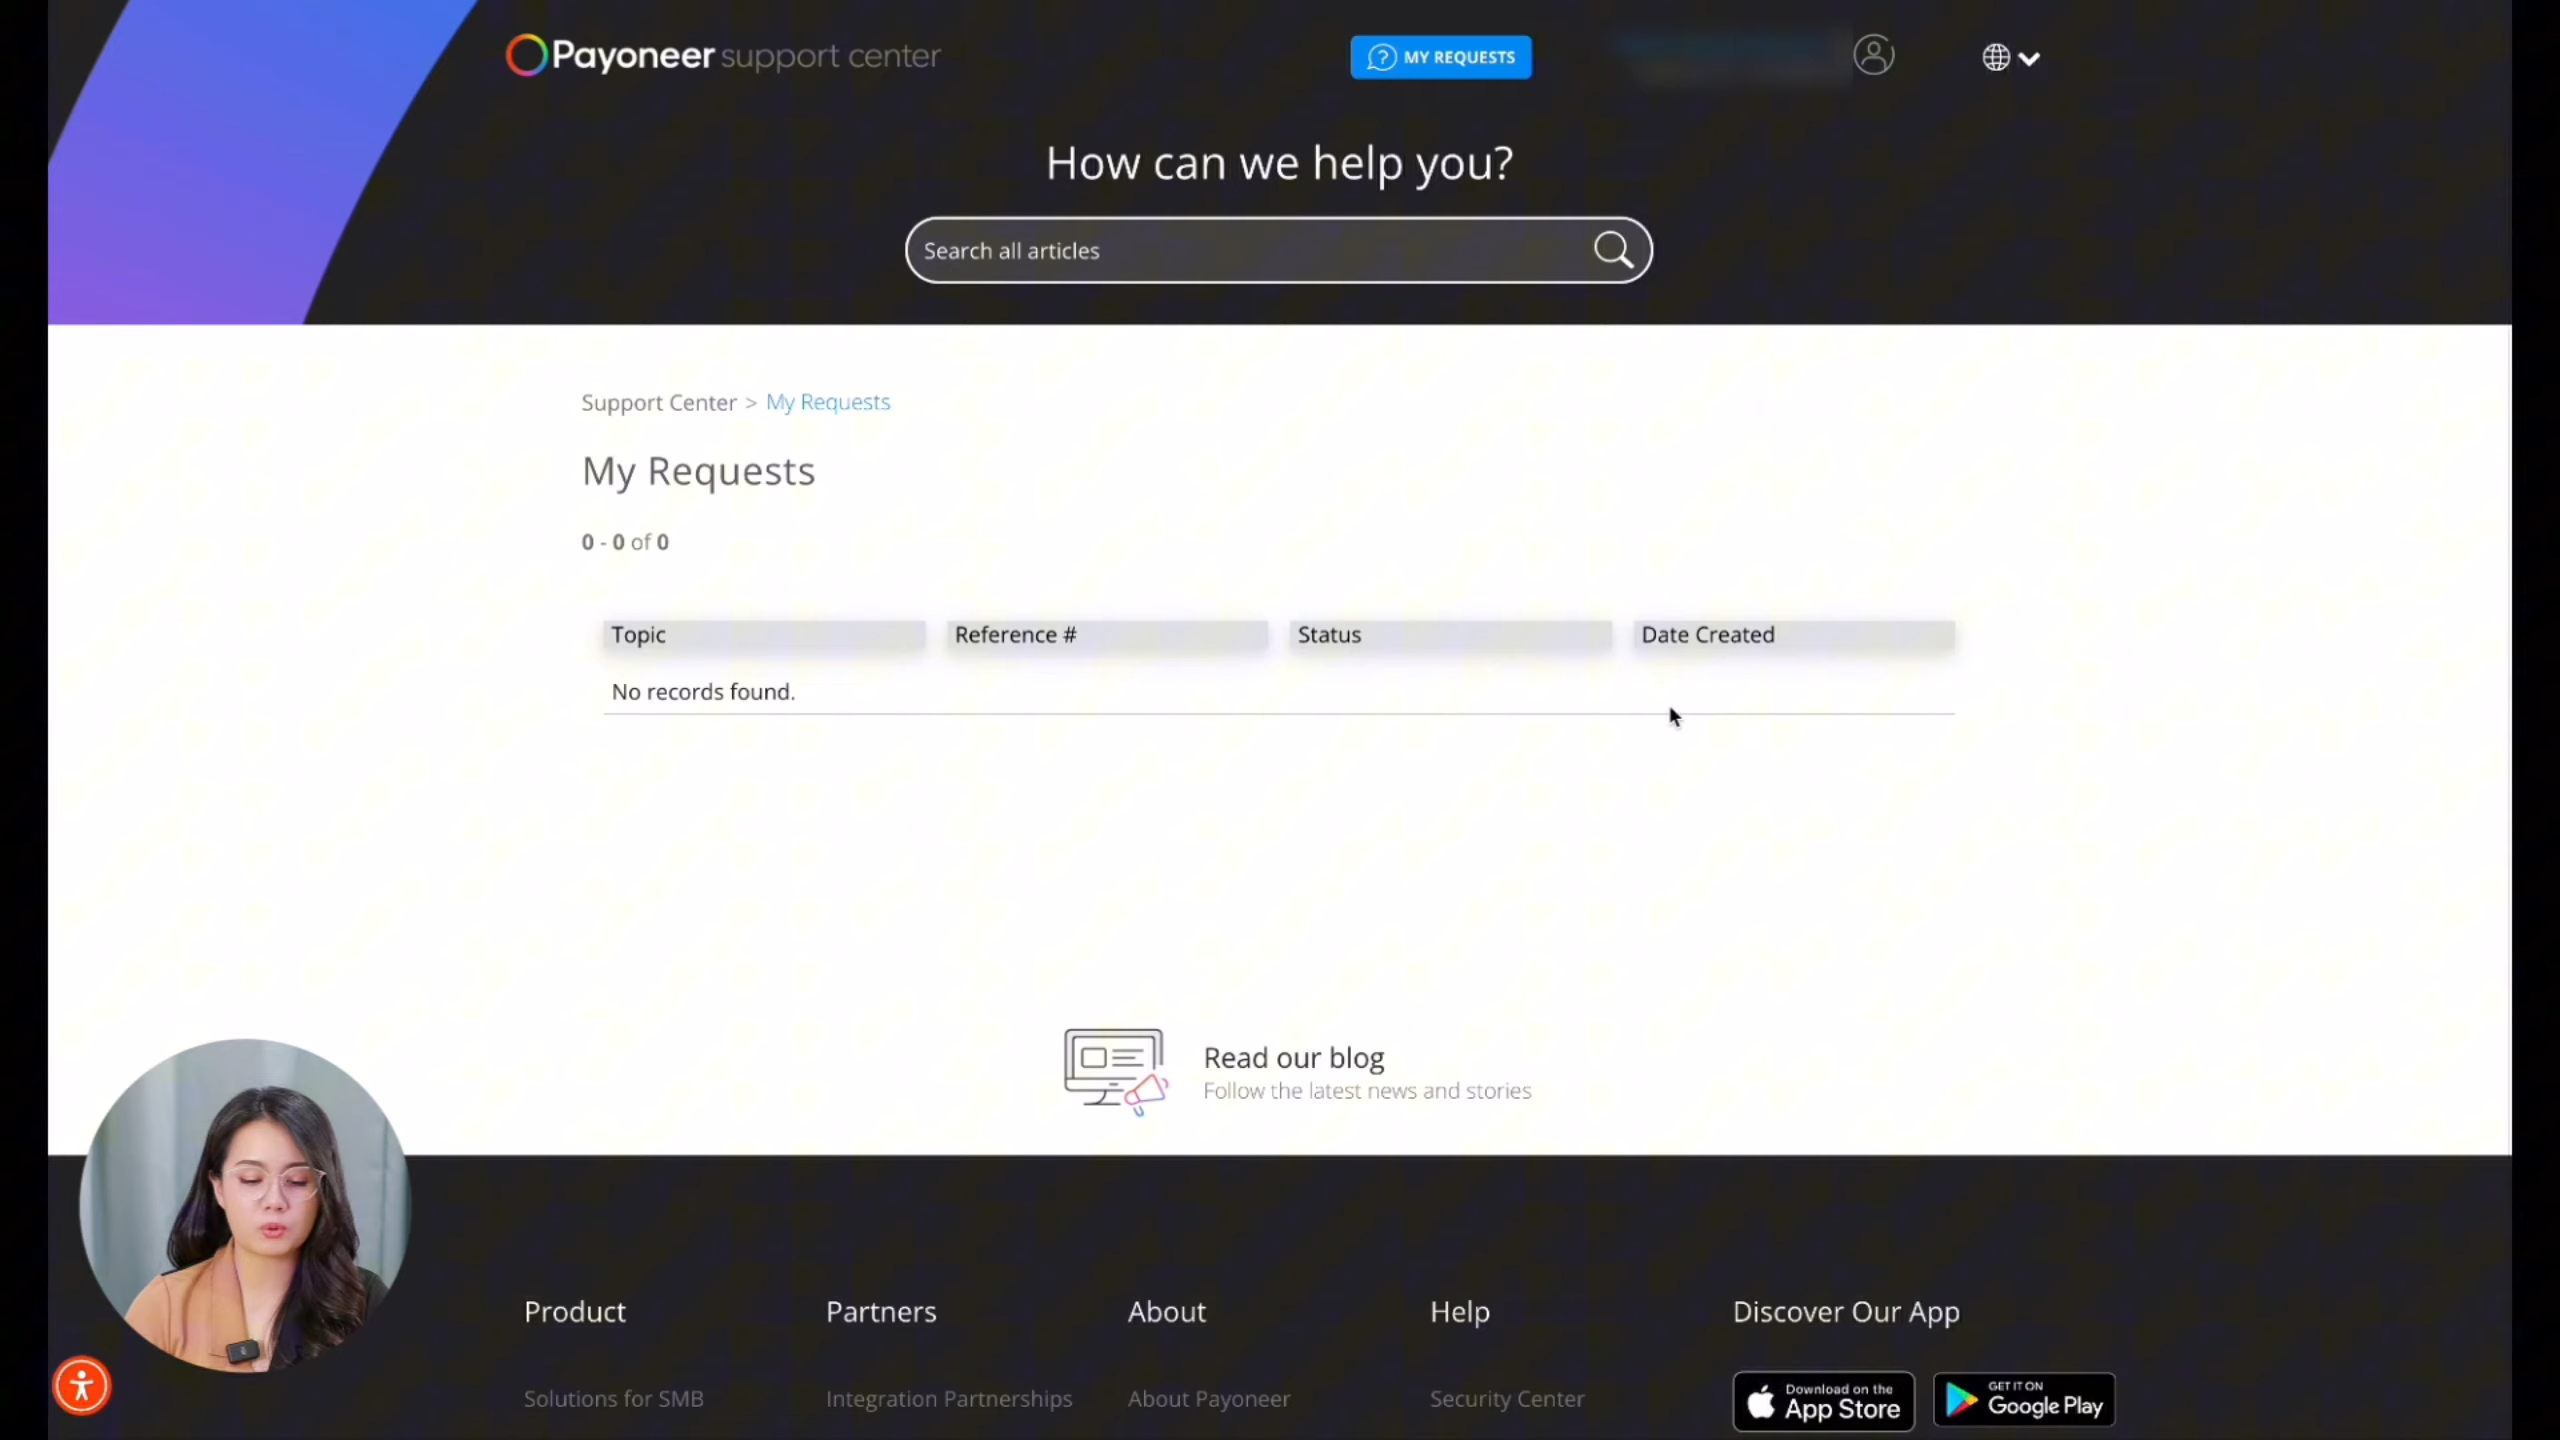 Payoneer support center
MY REQUESTS
How can we help you?
Search all articles
Support Center > My Requests
My Requests
0 - 0 of 0
Topic Reference # Status Date Created
No records found.
Read our blog
Follow the latest news and stories
Product Partners About Help Discover Our App
Solutions for SMB Integration Partnerships About Payoneer Security Center
Download on the
App Store
GET IT ON
Google Play